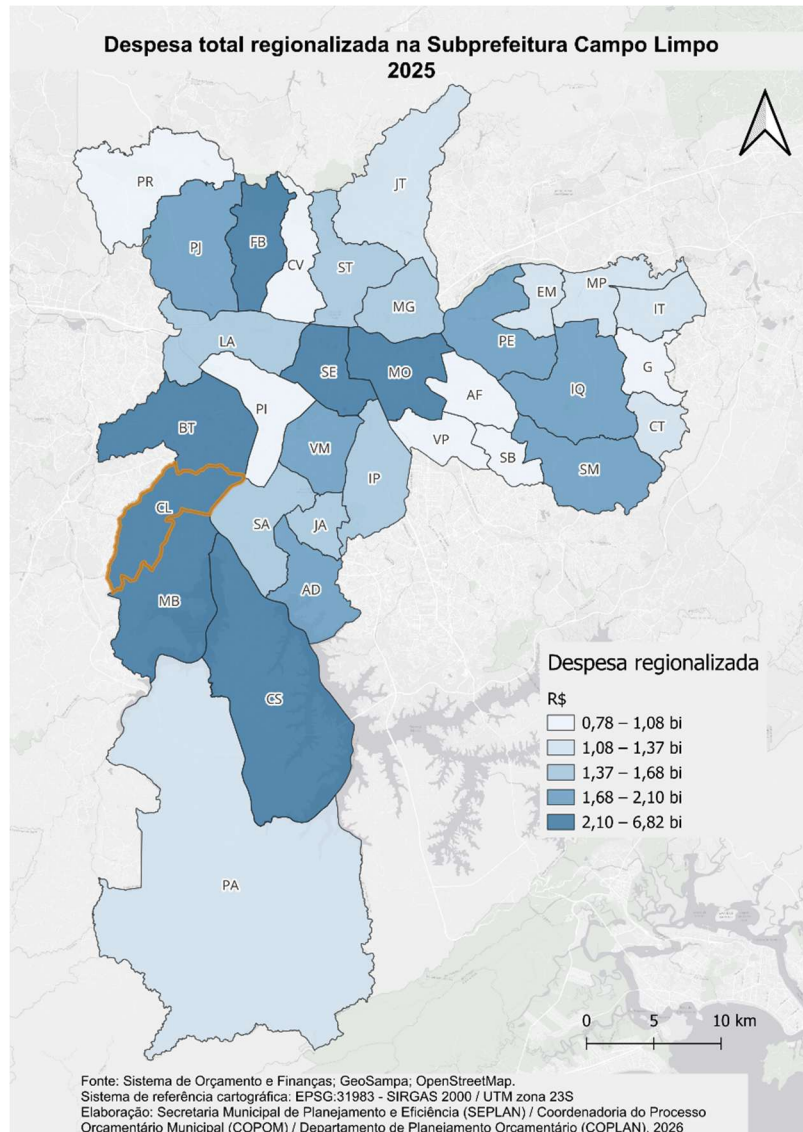 Despesa total regionalizada na Subprefeitura Campo Limpo
2025
JT
PR
FB
PJ
CV
ST
EM
MP
MG
IT
LA
PE
G
SE
MO
IQ
AF
PI
BT
CT
VP
VM
SB
SM
IP
CL
SA
JA
AD
MB
CS
PA
Despesa regionalizada
R$
0,78 – 1,08 bi
1,08 – 1,37 bi
1,37 – 1,68 bi
1,68 – 2,10 bi
2,10 – 6,82 bi
0 5 10 km
Fonte: Sistema de Orçamento e Finanças; GeoSampa; OpenStreetMap.
Sistema de referência cartográfica: EPSG:31983 - SIRGAS 2000 / UTM zona 23S
Elaboração: Secretaria Municipal de Planejamento e Eficiência (SEPLAN) / Coordenadoria do Processo
Orçamentário Municipal (COPOM) / Departamento de Planejamento Orçamentário (COPLAN), 2026